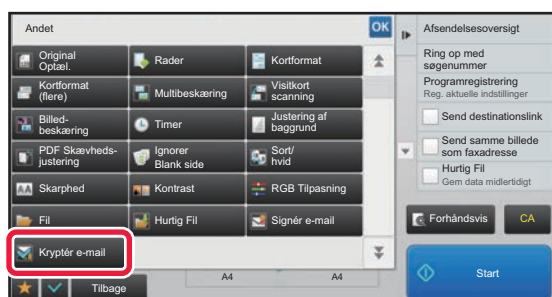 Andet
OK
Original
Optæl.
Rader
Kortformat
Kortformat
(flere)
Multibeskæring
Visitkort
scanning
Billed-
beskæring
Timer
Justering af
baggrund
PDF Skævheds-
justering
Ignorer
Blank side
Sort/
hvid
AA Skarphed
Kontrast
RGB Tilpasning
Fil
Hurtig Fil
Signér e-mail
Kryptér e-mail
Tilbage
A4
A4
Afsendelsesoversigt
Ring op med
søgenummer
Programregistrering
Reg. aktuelle indstillinger
Send destinationslink
Send samme billede
som faxadresse
Hurtig Fil
Gem data midlertidigt
Forhåndsvis
CA
Start